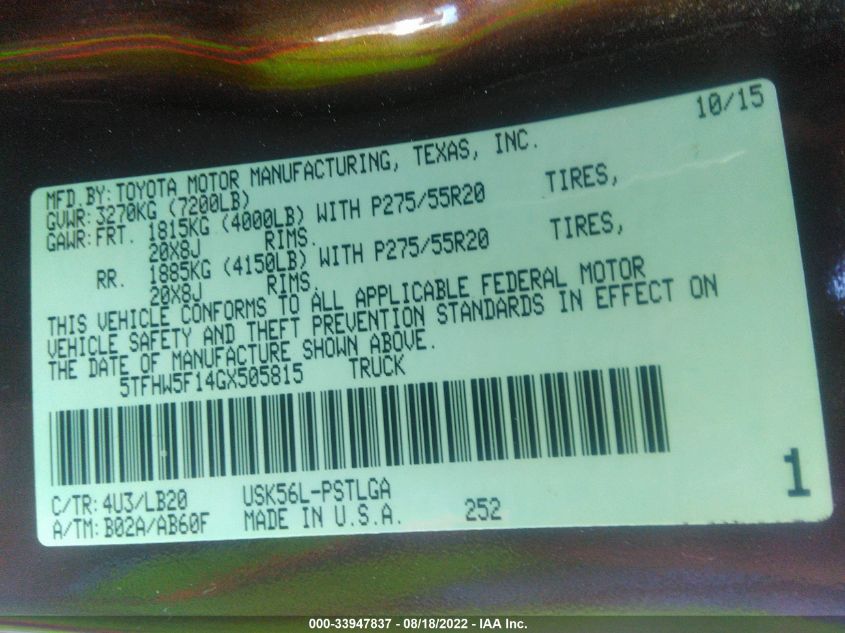 10/15
MFD.BY:TOYOTA MOTOR MANUFACTURING, TEXAS, INC.
GVWR:3270KG (7200LB)
GAWR:FRT. 1815KG (4000LB) WITH P275/55R20 TIRES,
20X8J RIMS.
RR. 1885KG (4150LB) WITH P275/55R20 TIRES,
20X8J RIMS.
THIS VEHICLE CONFORMS TO ALL APPLICABLE FEDERAL MOTOR
VEHICLE SAFETY AND THEFT PREVENTION STANDARDS IN EFFECT ON
THE DATE OF MANUFACTURE SHOWN ABOVE.
5TFHW5F14GX505815 TRUCK
C/TR:4U3/LB20 USK56L-PSTLGA
A/TM:B02A/AB60F MADE IN U.S.A. 252
1
000-33947837 - 08/18/2022 - IAA Inc.